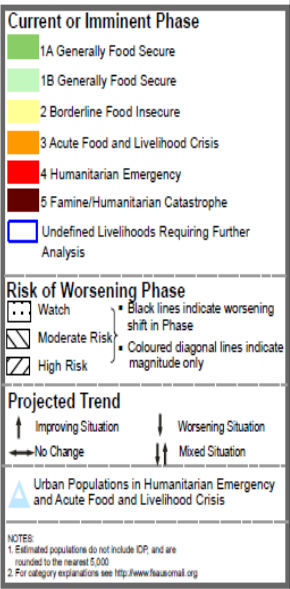 Current or Imminent Phase
1A Generally Food Secure
1B Generally Food Secure
2 Borderline Food Insecure
3 Acute Food and Livelihood Crisis
4 Humanitarian Emergency
5 Famine/Humanitarian Catastrophe
Undefined Livelihoods Requiring Further
Analysis
Risk of Worsening Phase
Watch
Moderate Risk
High Risk
▪ Black lines indicate worsening
shift in Phase
▪ Coloured diagonal lines indicate
magnitude only
Projected Trend
Improving Situation
Worsening Situation
No Change
Mixed Situation
Urban Populations in Humanitarian Emergency
and Acute Food and Livelihood Crisis
NOTES:
1. Estimated populations do not include IDP, and are
rounded to the nearest 5,000
2. For category explanations see http://www.fsausomali.org